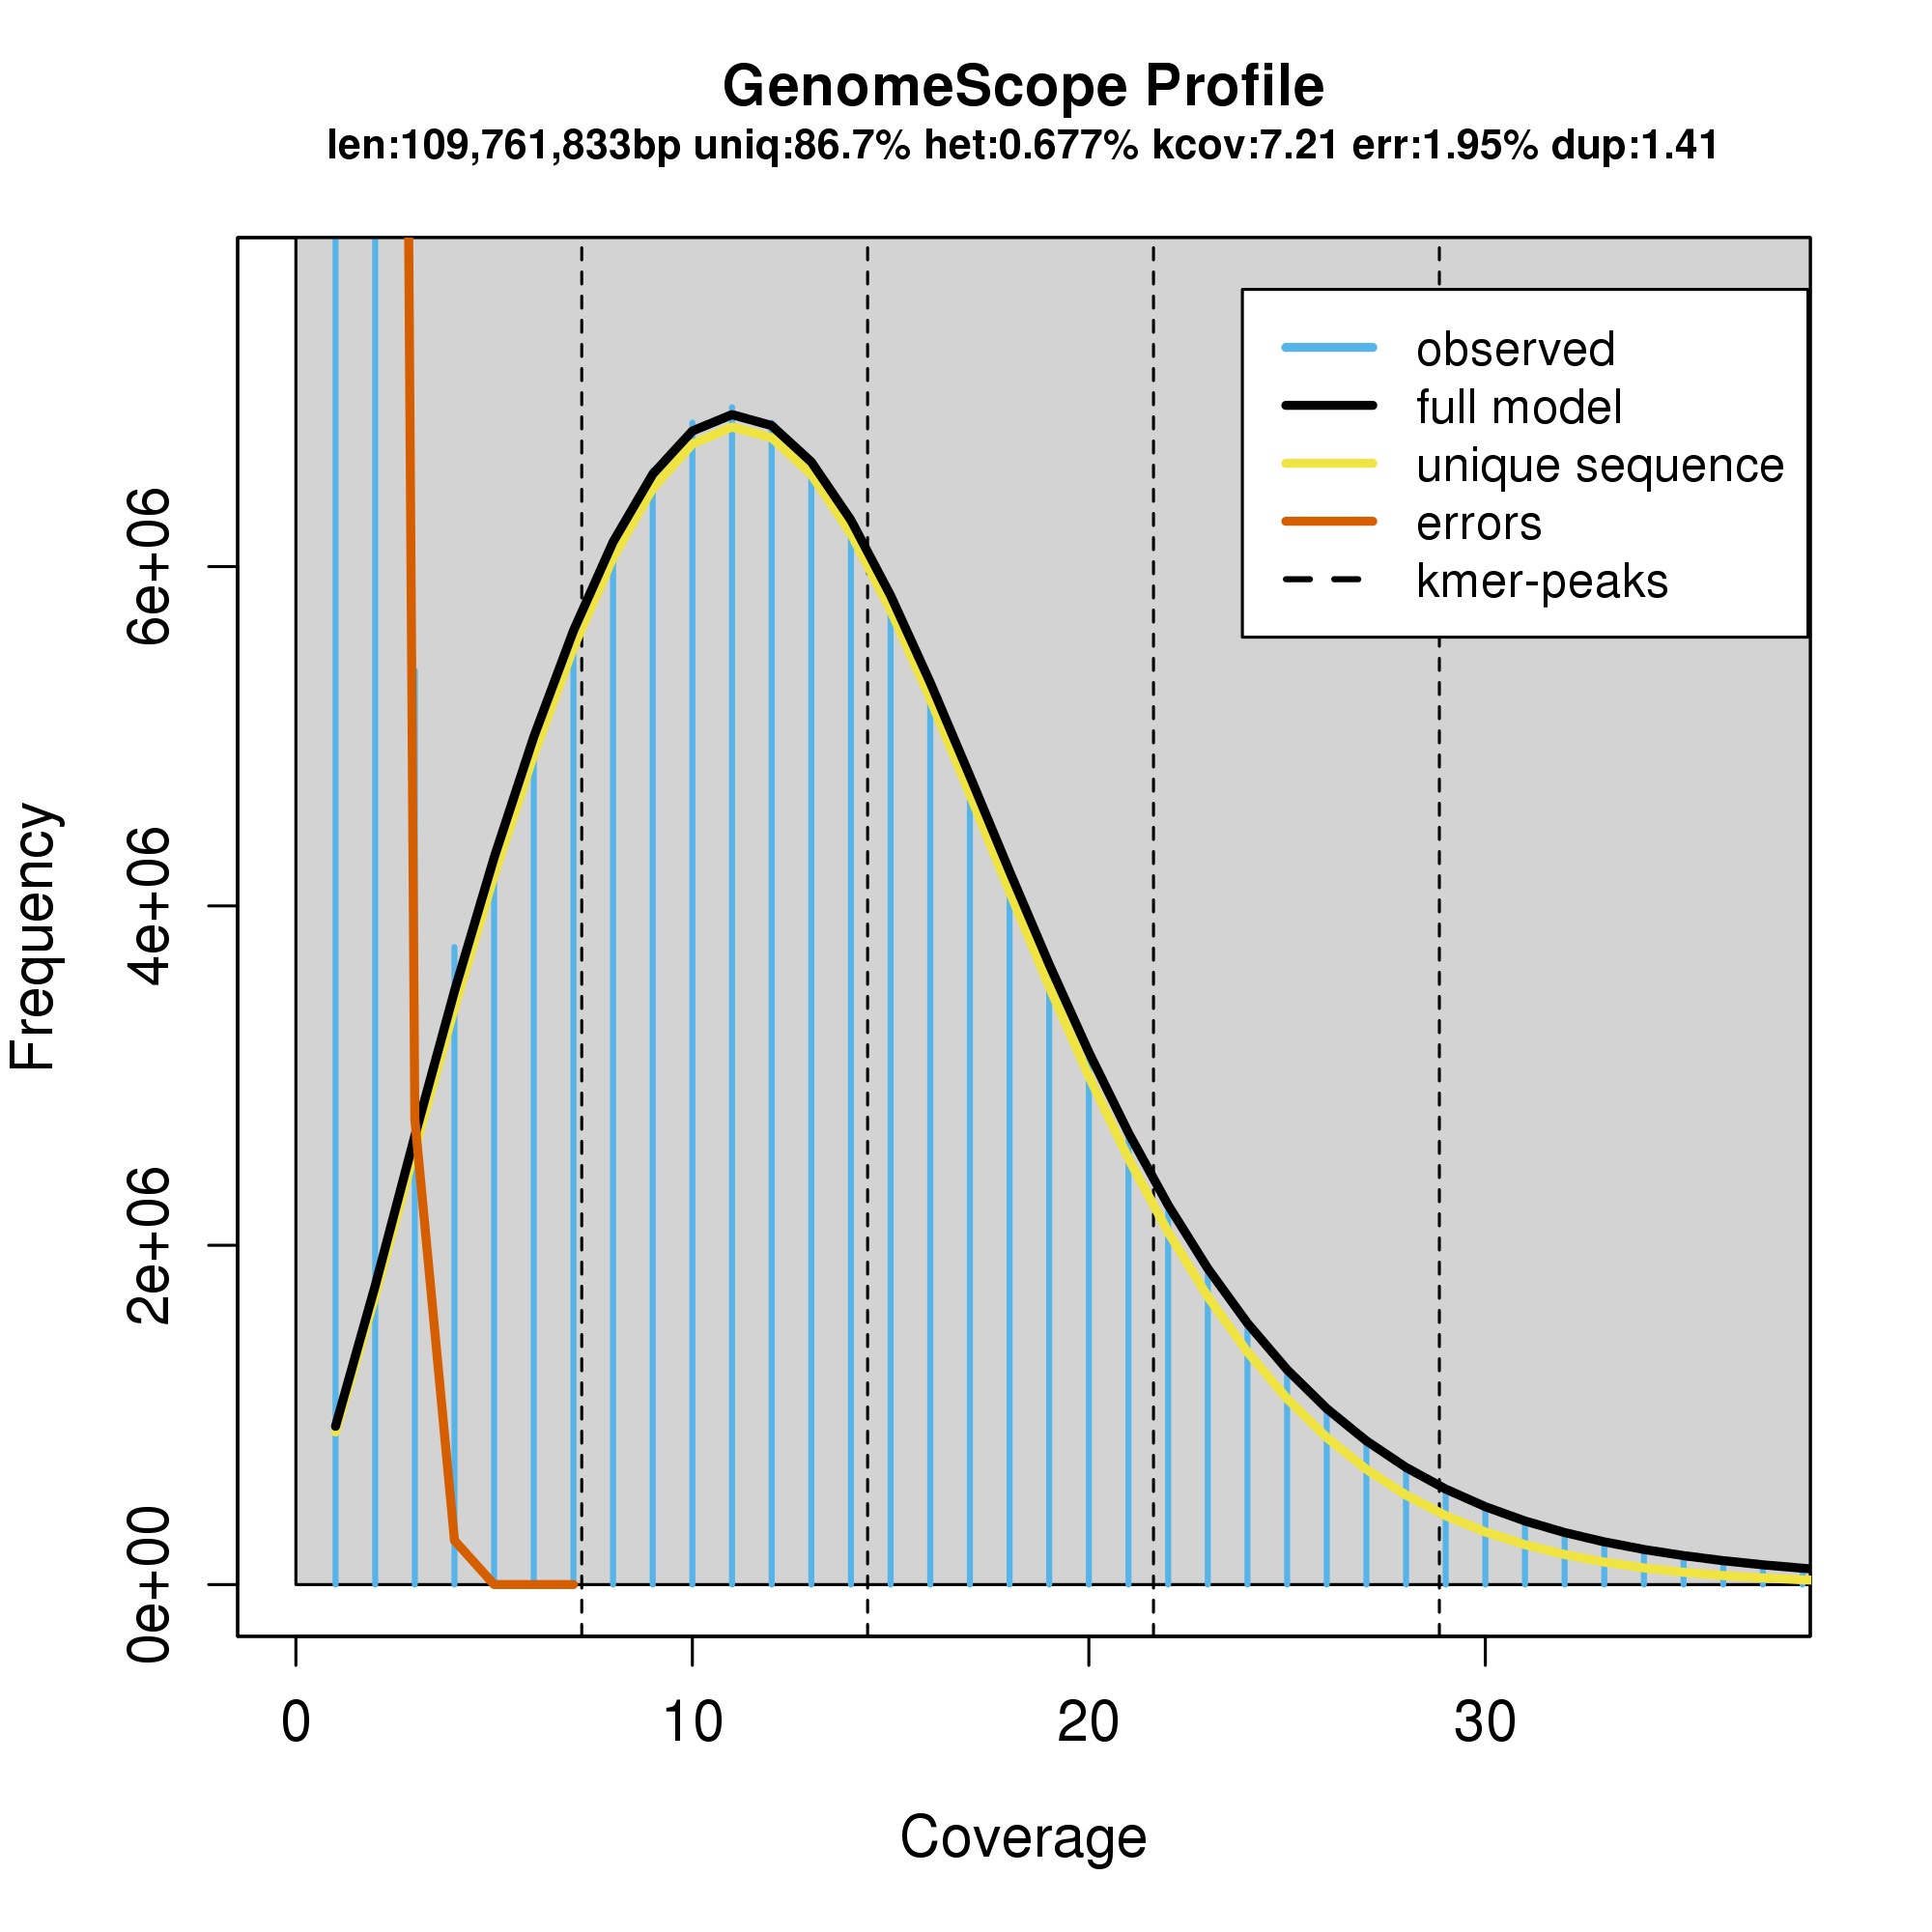 GenomeScope Profile
len:109,761,833bp uniq:86.7% het:0.677% kcov:7.21 err:1.95% dup:1.41
observed
full model
unique sequence
errors
kmer-peaks
Frequency
6e+06
4e+06
2e+06
0e+00
0 10 20 30
Coverage